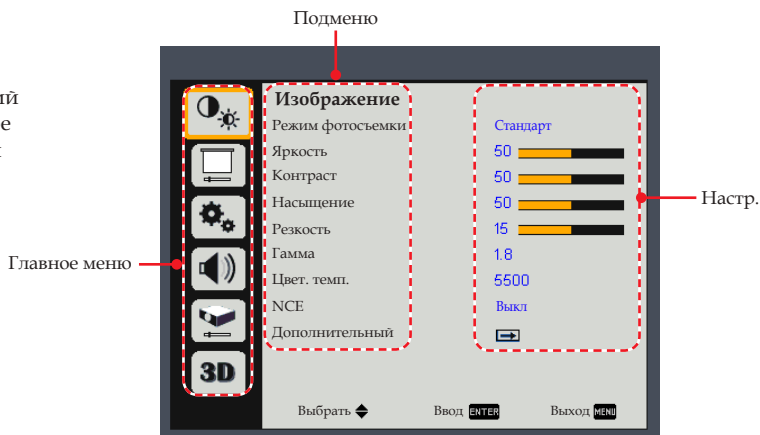 Подменю
ий
е
Изображение
Режим фотосъемки Стандарт
Яркость 50
Контраст 50
Насыщение 50
Резкость 15
Гамма 1.8
Цвет. темп. 5500
NCE Выкл
Дополнительный
Настр.
Главное меню
3D
Выбрать Ввод ENTER Выход MENU